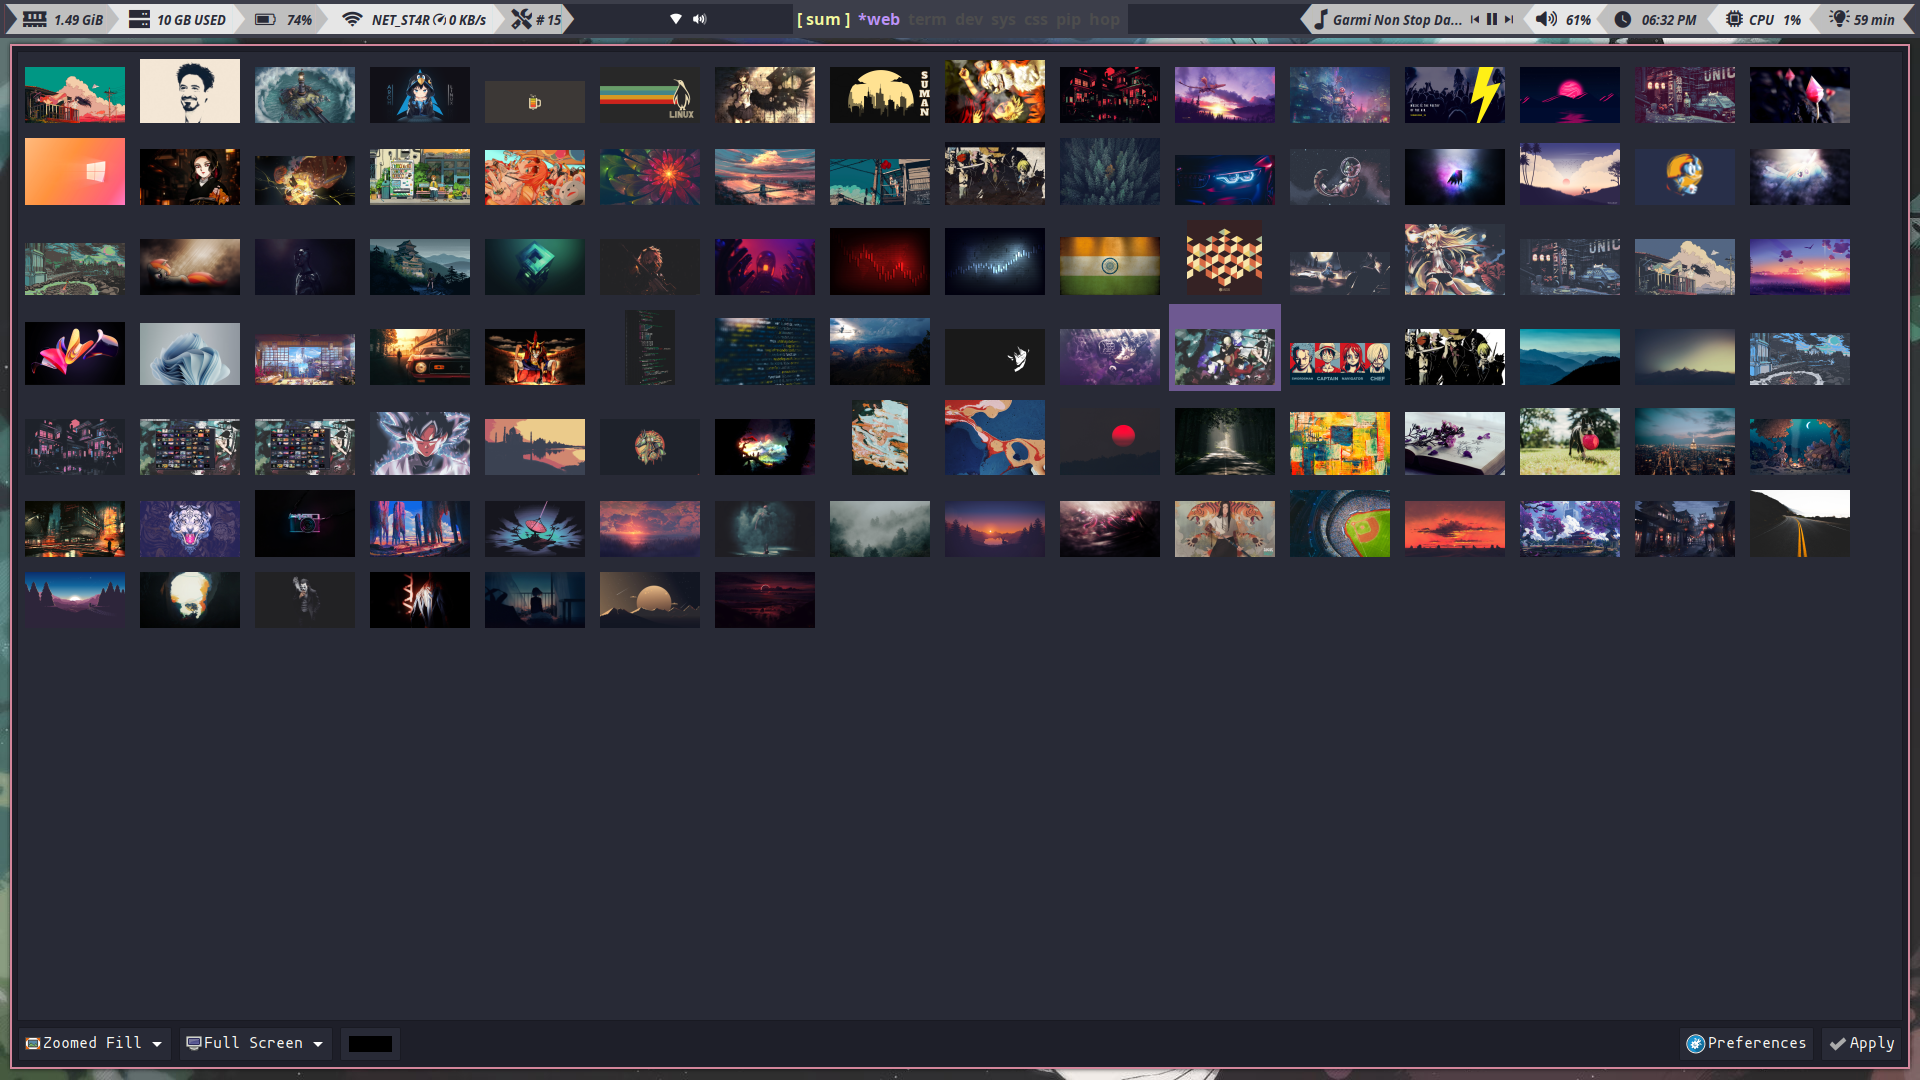 1.49 GiB 10 GB USED 74% NET_ST4R 0 KB/s # 15 [ sum ] *web term dev sys css pip hop Garmi Non Stop Da... 61% 06:32 PM CPU 1% 59 min
LINUX
SUMAN
UNIC
UNIC
SWORDSMAN CAPTAIN NAVIGATOR CHEF
Zoomed Fill Full Screen Preferences Apply